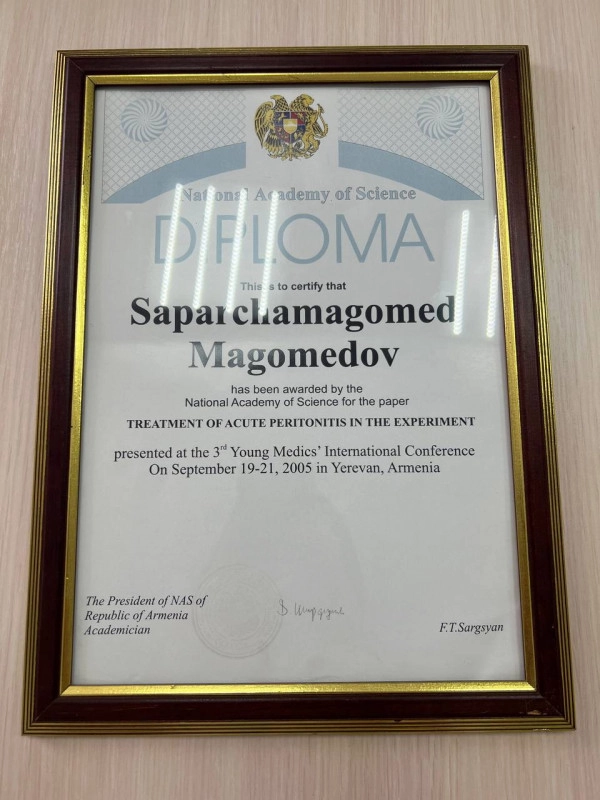 National Academy of Science
DIPLOMA
This is to certify that
Saparchamagomed
Magomedov
has been awarded by the
National Academy of Science for the paper
TREATMENT OF ACUTE PERITONITIS IN THE EXPERIMENT
presented at the 3rd Young Medics' International Conference
On September 19-21, 2005 in Yerevan, Armenia
The President of NAS of
Republic of Armenia
Academician
F.T.Sargsyan